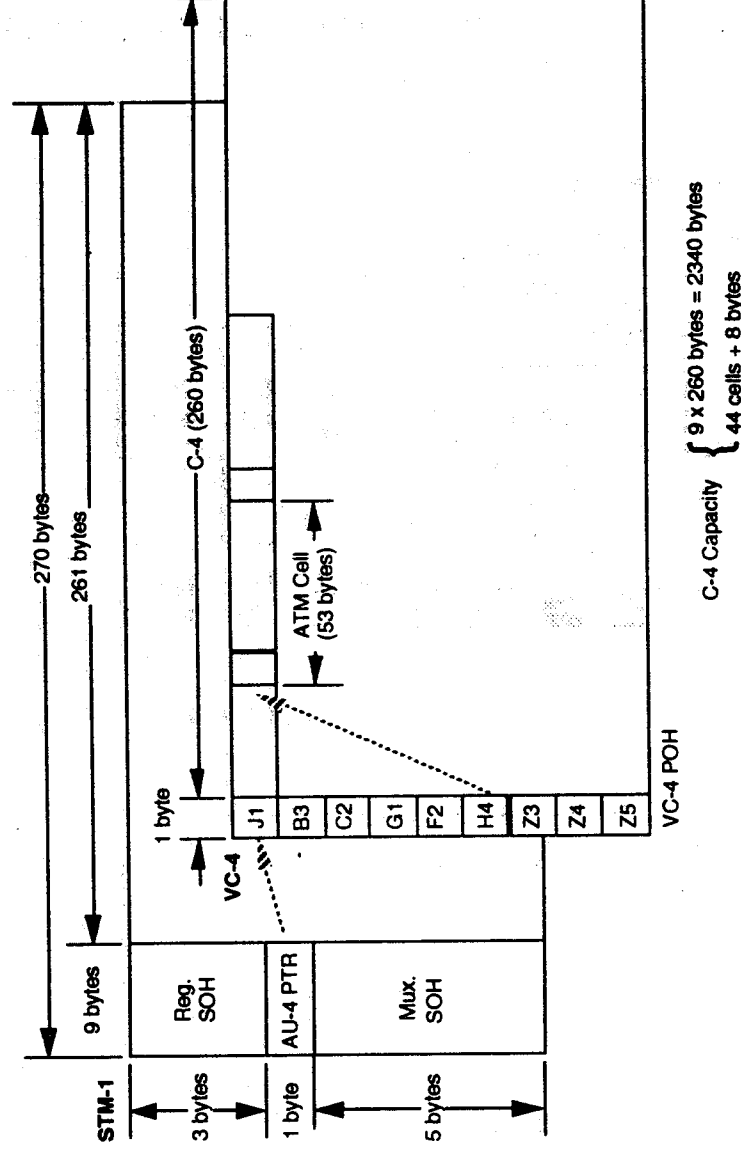 270 bytes
261 bytes
9 bytes
STM-1
3 bytes
1 byte
5 bytes
Reg.
SOH
AU-4 PTR
Mux.
SOH
1 byte
C-4 (260 bytes)
VC-4
J1
B3
C2
G1
F2
H4
Z3
Z4
Z5
VC-4 POH
ATM Cell
(53 bytes)
C-4 Capacity { 9 x 260 bytes = 2340 bytes
44 cells + 8 bytes